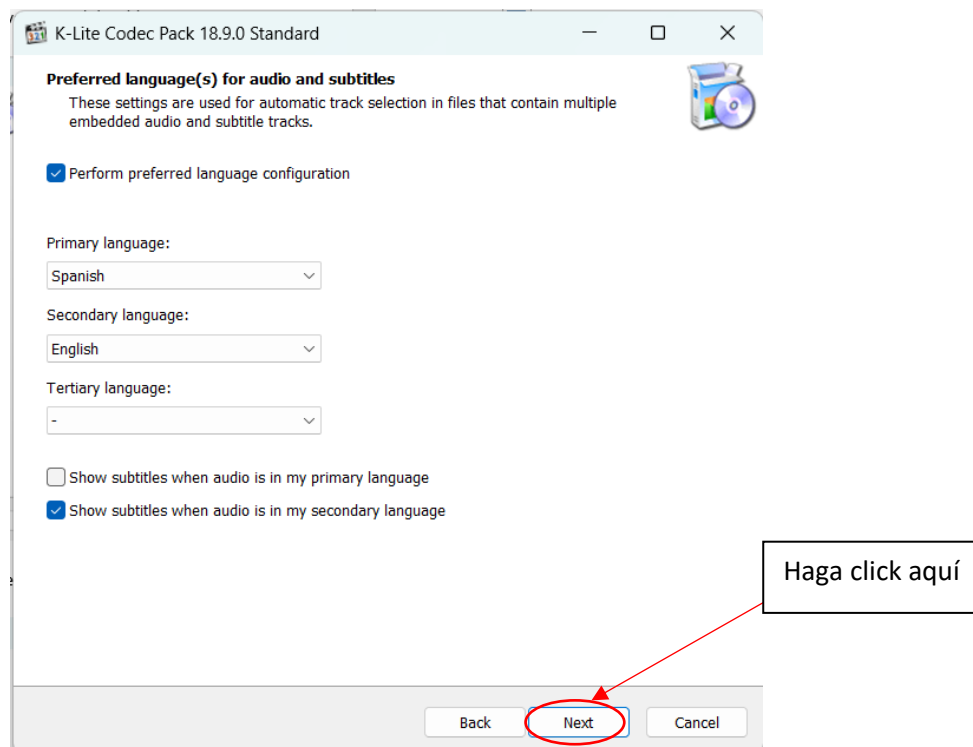 K-Lite Codec Pack 18.9.0 Standard
Preferred language(s) for audio and subtitles
These settings are used for automatic track selection in files that contain multiple
embedded audio and subtitle tracks.
Perform preferred language configuration
Primary language:
Spanish
Secondary language:
English
Tertiary language:
-
Show subtitles when audio is in my primary language
Show subtitles when audio is in my secondary language
Haga click aquí
Back Next Cancel